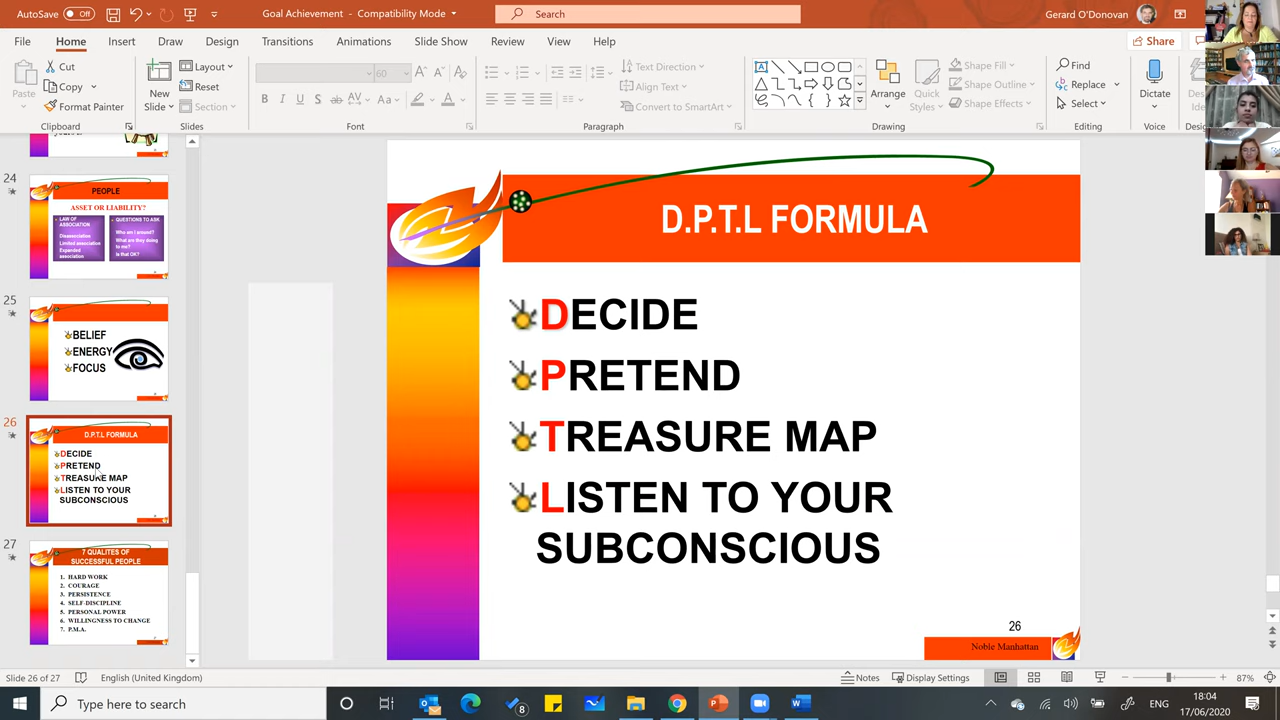 AutoSave Off
Goal Achievement - Compatibility Mode
Search
Gerard O'Donovan
File Home Insert Draw Design Transitions Animations Slide Show Review View Help
Share
Paste
Cut
Copy
Format Painter
Clipboard
New Slide
Layout
Reset
Section
Slides
60
Font
Text Direction
Align Text
Convert to SmartArt
Paragraph
Arrange
Quick Styles
Shape Fill
Shape Outline
Shape Effects
Drawing
Find
Replace
Select
Editing
Dictate
Voice
24
PEOPLE
ASSET OR LIABILITY?
LAW OF ASSOCIATION
Disassociation
Limited association
Expanded association
QUESTIONS TO ASK
Who am I around?
What are they doing to me?
Is that OK?
25
BELIEF
ENERGY
FOCUS
26
D.P.T.L FORMULA
DECIDE
PRETEND
TREASURE MAP
LISTEN TO YOUR
SUBCONSCIOUS
27
7 QUALITES OF
SUCCESSFUL PEOPLE
1. HARD WORK
2. COURAGE
3. PERSISTENCE
4. SELF-DISCIPLINE
5. PERSONAL POWER
6. WILLINGNESS TO CHANGE
7. P.M.A.
D.P.T.L FORMULA
DECIDE
PRETEND
TREASURE MAP
LISTEN TO YOUR
SUBCONSCIOUS
26
Noble Manhattan
Slide 26 of 27
English (United Kingdom)
Notes
Display Settings
87%
Type here to search
8
ENG
18:04
17/06/2020